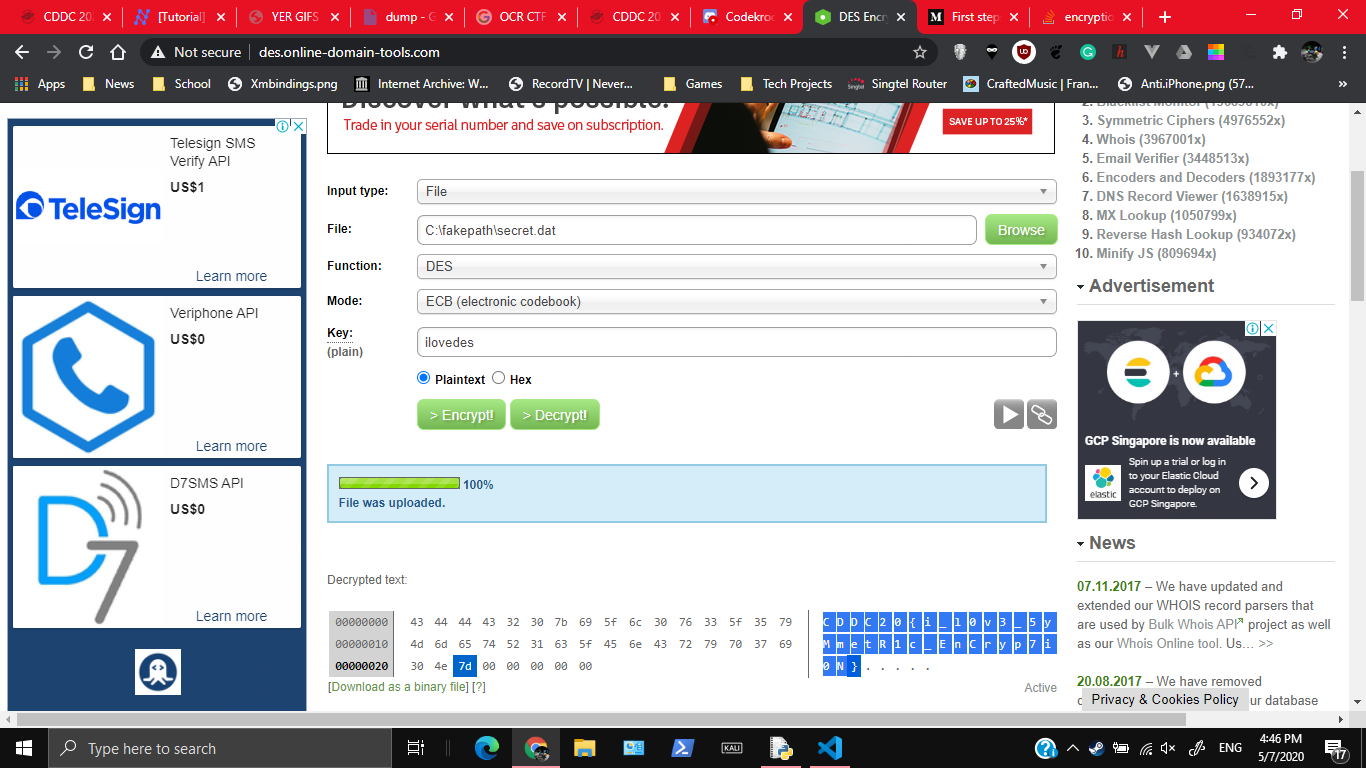 CDDC 20
[Tutorial]
YER GIFS
dump - G
OCR CTF
CDDC 20
Codekroo
DES Encry
First step
encryptio
Not secure | des.online-domain-tools.com
Apps News School Xmbindings.png Internet Archive: W... RecordTV | Never... Games Tech Projects Singtel Router CraftedMusic | Fran... Anti.iPhone.png (57... »
Discover what's possible.
Trade in your serial number and save on subscription.
SAVE UP TO 25%*
Telesign SMS
Verify API
US$1
TeleSign
Learn more
Veriphone API
US$0
Learn more
D7SMS API
US$0
D7
Learn more
Input type: File
File: C:\fakepath\secret.dat Browse
Function: DES
Mode: ECB (electronic codebook)
Key: ilovedes
(plain)
Plaintext Hex
> Encrypt! > Decrypt!
100%
File was uploaded.
Decrypted text:
00000000 43 44 44 43 32 30 7b 69 5f 6c 30 76 33 5f 35 79 CDDC20{i_l0v3_5y
00000010 4d 6d 65 74 52 31 63 5f 45 6e 43 72 79 70 37 69 MmetR1c_EnCryp7i
00000020 30 4e 7d 00 00 00 00 00 0N}.....
[Download as a binary file] [?] Active
3. Symmetric Ciphers (4976552x)
4. Whois (3967001x)
5. Email Verifier (3448513x)
6. Encoders and Decoders (1893177x)
7. DNS Record Viewer (1638915x)
8. MX Lookup (1050799x)
9. Reverse Hash Lookup (934072x)
10. Minify JS (809694x)
Advertisement
GCP Singapore is now available
elastic
Spin up a trial or log in
to your Elastic Cloud
account to deploy on
GCP Singapore.
News
07.11.2017 – We have updated and
extended our WHOIS record parsers that
are used by Bulk Whois API project as well
as our Whois Online tool. Us... >>
20.08.2017 – We have removed
ur database
Privacy & Cookies Policy
Type here to search
KALI
ENG
4:46 PM
5/7/2020
17